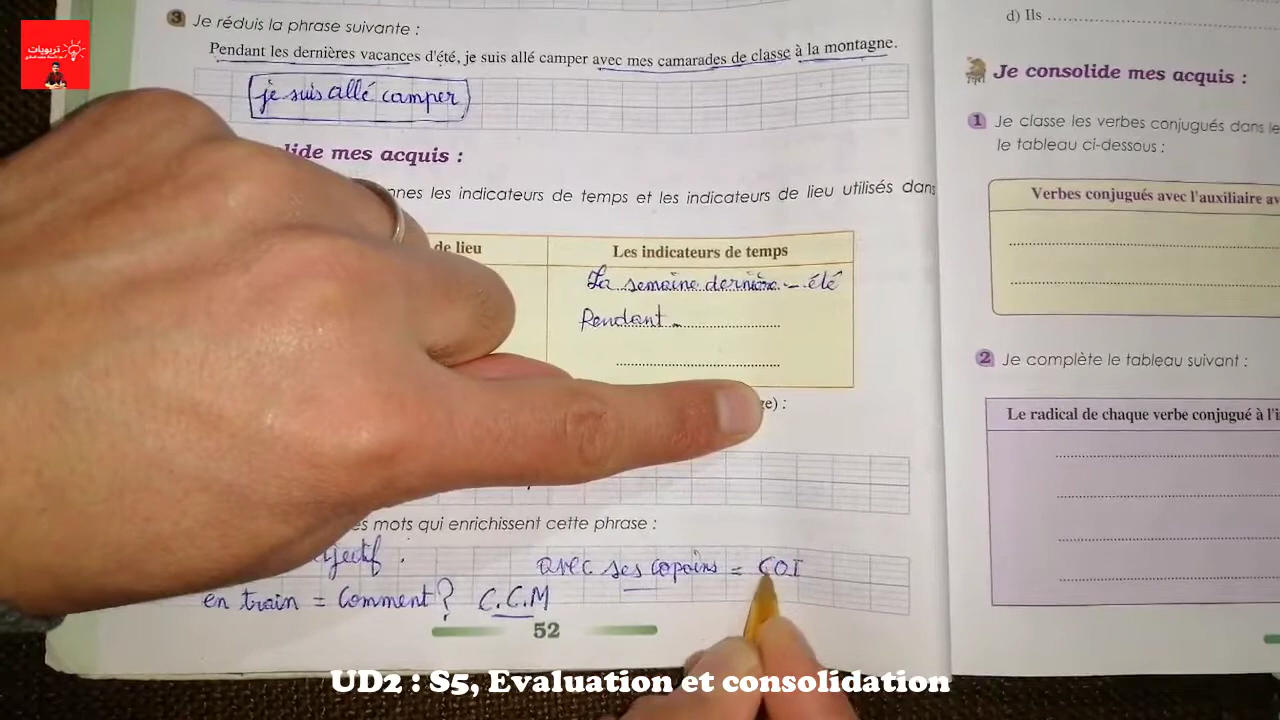 تربويات
3 Je réduis la phrase suivante :
Pendant les dernières vacances d'été, je suis allé camper avec mes camarades de classe à la montagne.
je suis allé camper
lide mes acquis :
nnes les indicateurs de temps et les indicateurs de lieu utilisés dans
de lieu
Les indicateurs de temps
La semaine dernière - été
Pendant
ge) :
es mots qui enrichissent cette phrase :
djectif :
avec ses copains = COI
en train = Comment ? C.C.M
52
d) Ils
Je consolide mes acquis :
1 Je classe les verbes conjugués dans le
le tableau ci-dessous :
Verbes conjugués avec l'auxiliaire av
2 Je complète le tableau suivant :
Le radical de chaque verbe conjugué à l'i
UD2 : S5, Evaluation et consolidation